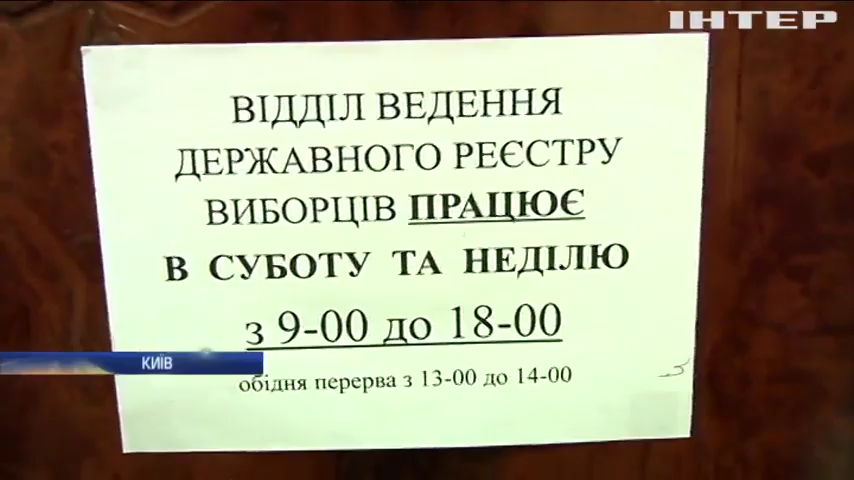 ІНТЕР
ВІДДІЛ ВЕДЕННЯ
ДЕРЖАВНОГО РЕЄСТРУ
ВИБОРЦІВ ПРАЦЮЄ
В СУБОТУ ТА НЕДІЛЮ
з 9-00 до 18-00
КИЇВ
обідня перерва з 13-00 до 14-00